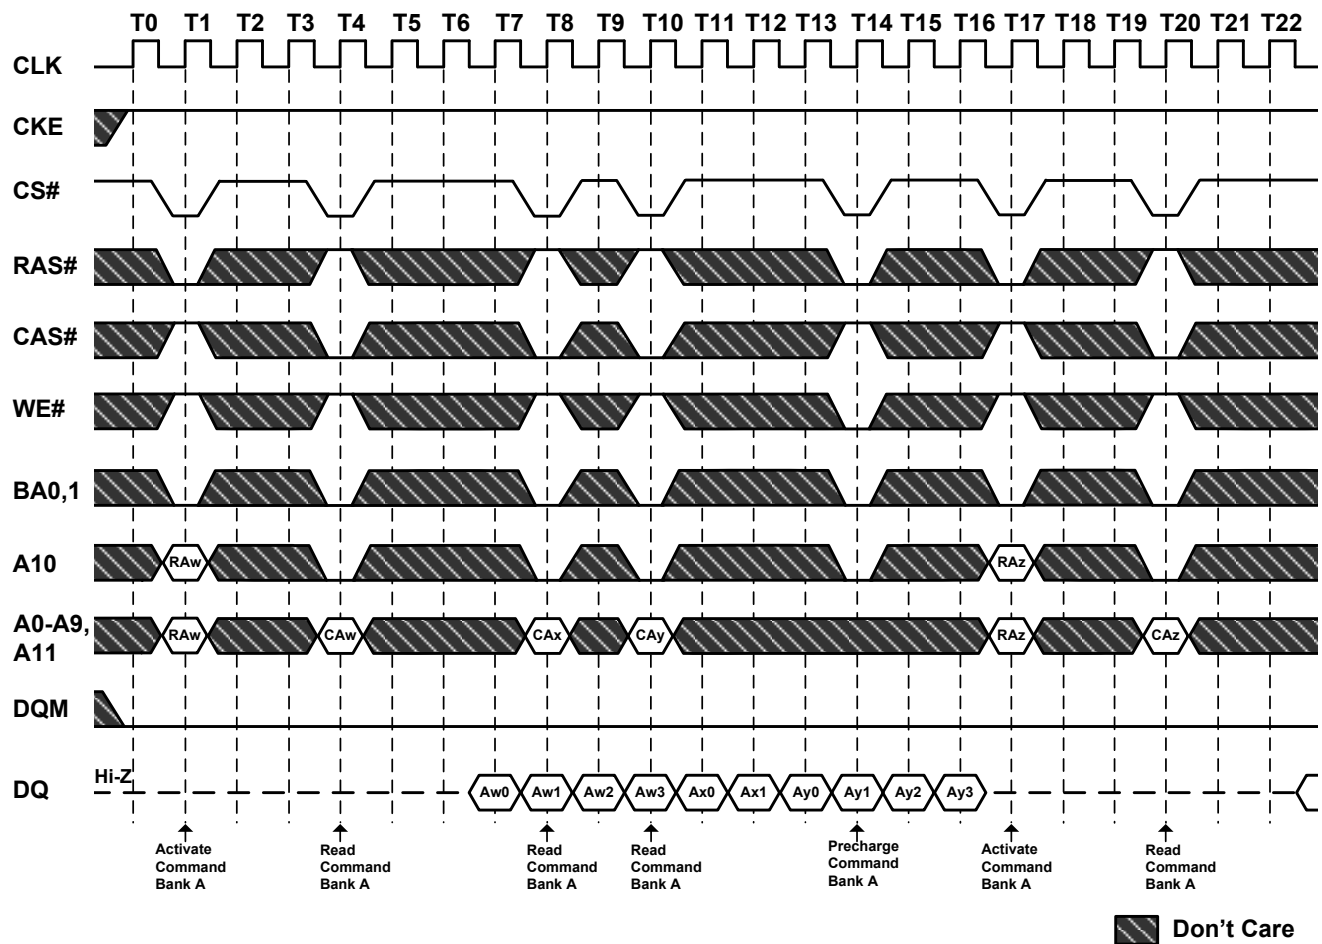 T0 T1 T2 T3 T4 T5 T6 T7 T8 T9 T10 T11 T12 T13 T14 T15 T16 T17 T18 T19 T20 T21 T22
CLK
CKE
CS#
RAS#
CAS#
WE#
BA0,1
A10 RAw RAz
A0-A9,
A11
RAw CAw CAx CAy RAz CAz
DQM
Hi-Z
DQ Aw0 Aw1 Aw2 Aw3 Ax0 Ax1 Ay0 Ay1 Ay2 Ay3
Activate
Command
Bank A
Read
Command
Bank A
Read
Command
Bank A
Read
Command
Bank A
Precharge
Command
Bank A
Activate
Command
Bank A
Read
Command
Bank A
Don't Care